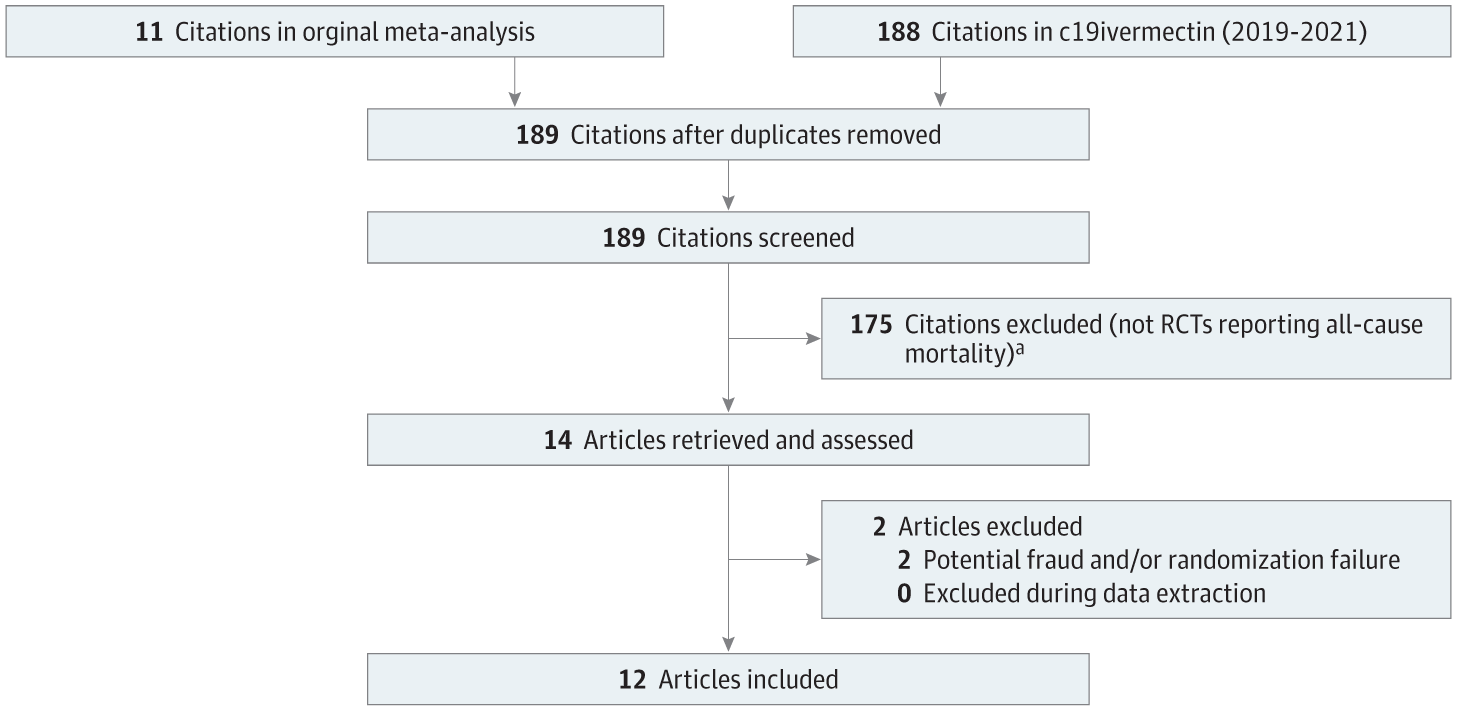 11 Citations in orginal meta-analysis
188 Citations in c19ivermectin (2019-2021)
189 Citations after duplicates removed
189 Citations screened
175 Citations excluded (not RCTs reporting all-cause
mortality)a
14 Articles retrieved and assessed
2 Articles excluded
2 Potential fraud and/or randomization failure
0 Excluded during data extraction
12 Articles included